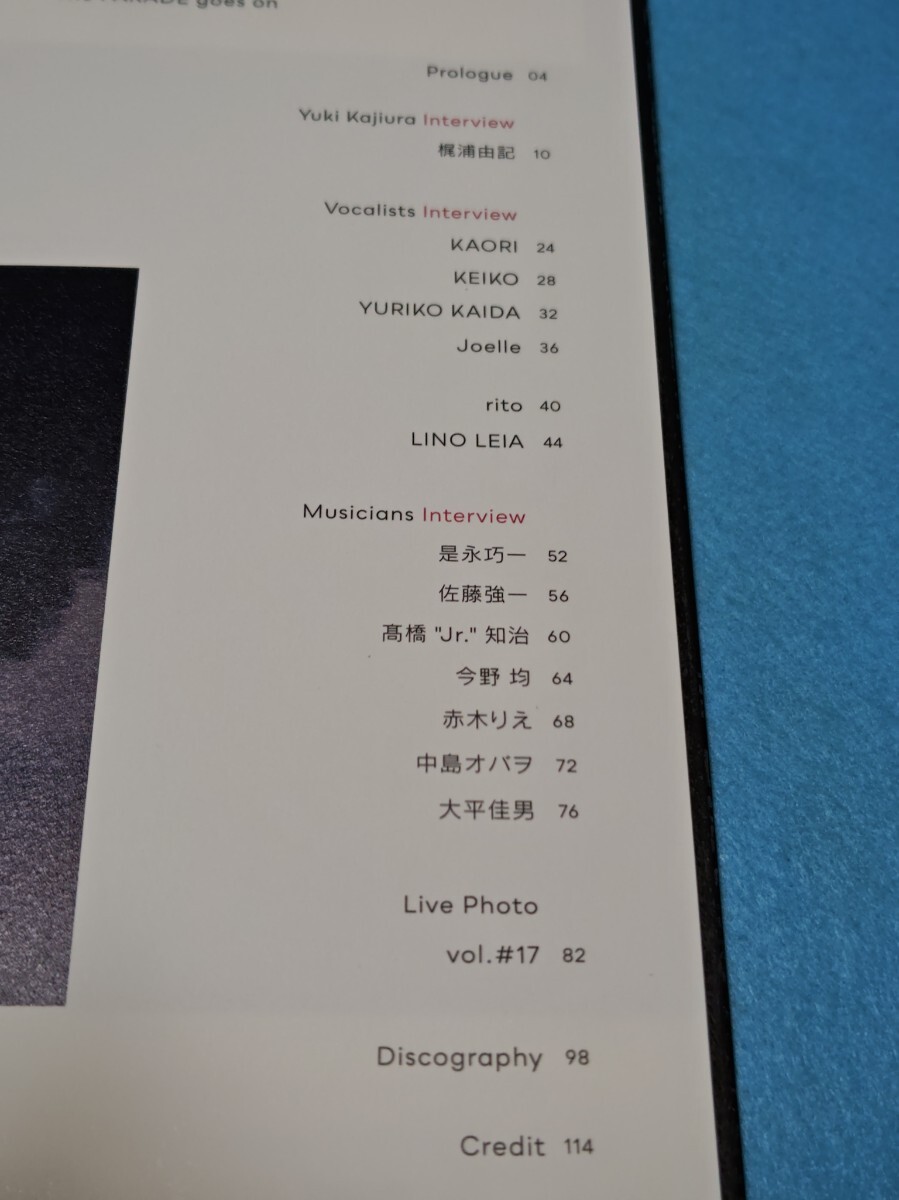 PARADE goes on
Prologue 04
Yuki Kajiura Interview
梶浦由記 10
Vocalists Interview
KAORI 24
KEIKO 28
YURIKO KAIDA 32
Joelle 36
rito 40
LINO LEIA 44
Musicians Interview
是永巧一 52
佐藤強一 56
髙橋 "Jr." 知治 60
今野 均 64
赤木りえ 68
中島オバヲ 72
大平佳男 76
Live Photo
vol.#17 82
Discography 98
Credit 114